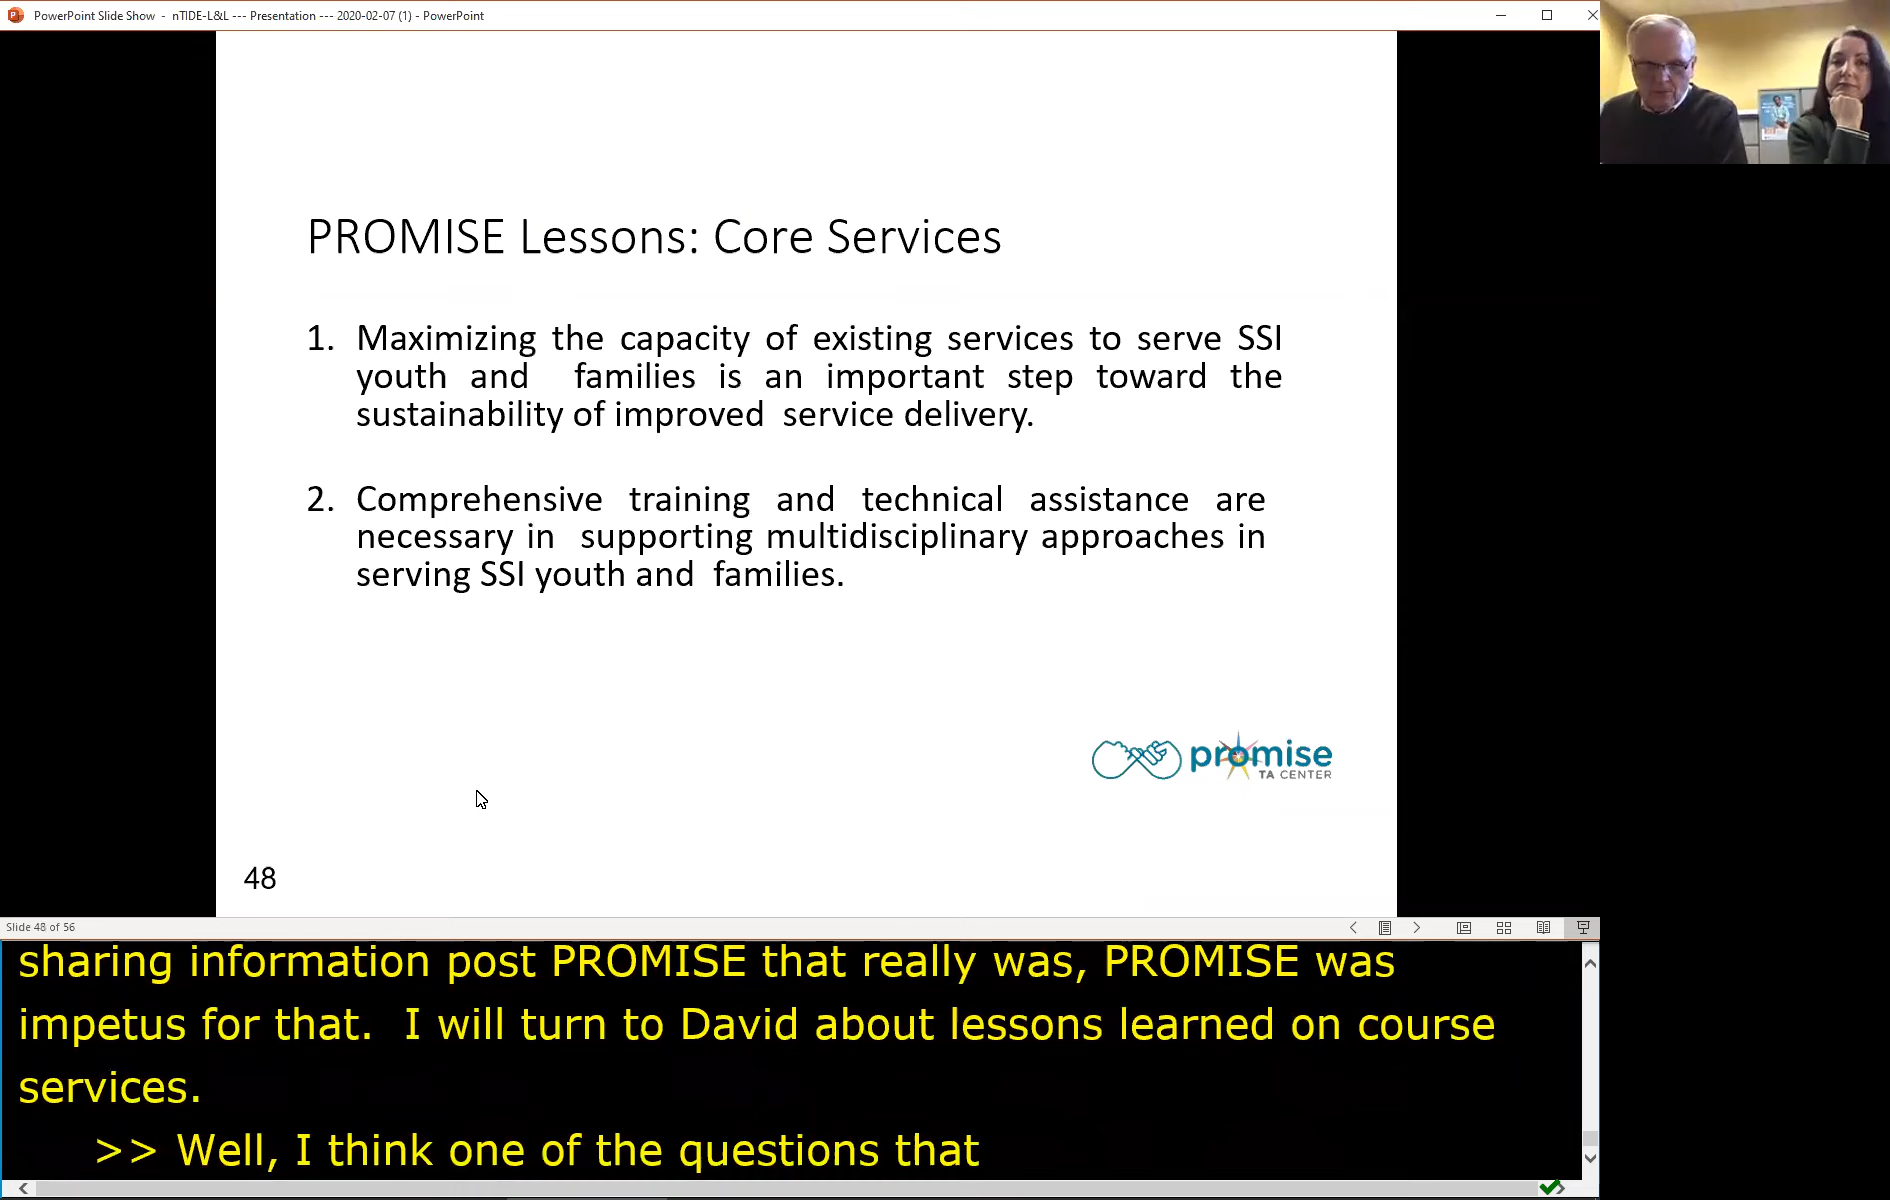 PowerPoint Slide Show - nTIDE-L&L --- Presentation --- 2020-02-07 (1) - PowerPoint
PROMISE Lessons: Core Services
1. Maximizing the capacity of existing services to serve SSI
youth and families is an important step toward the
sustainability of improved service delivery.
2. Comprehensive training and technical assistance are
necessary in supporting multidisciplinary approaches in
serving SSI youth and families.
promise
TA CENTER
48
Slide 48 of 56
sharing information post PROMISE that really was, PROMISE was
impetus for that. I will turn to David about lessons learned on course
services.
>> Well, I think one of the questions that